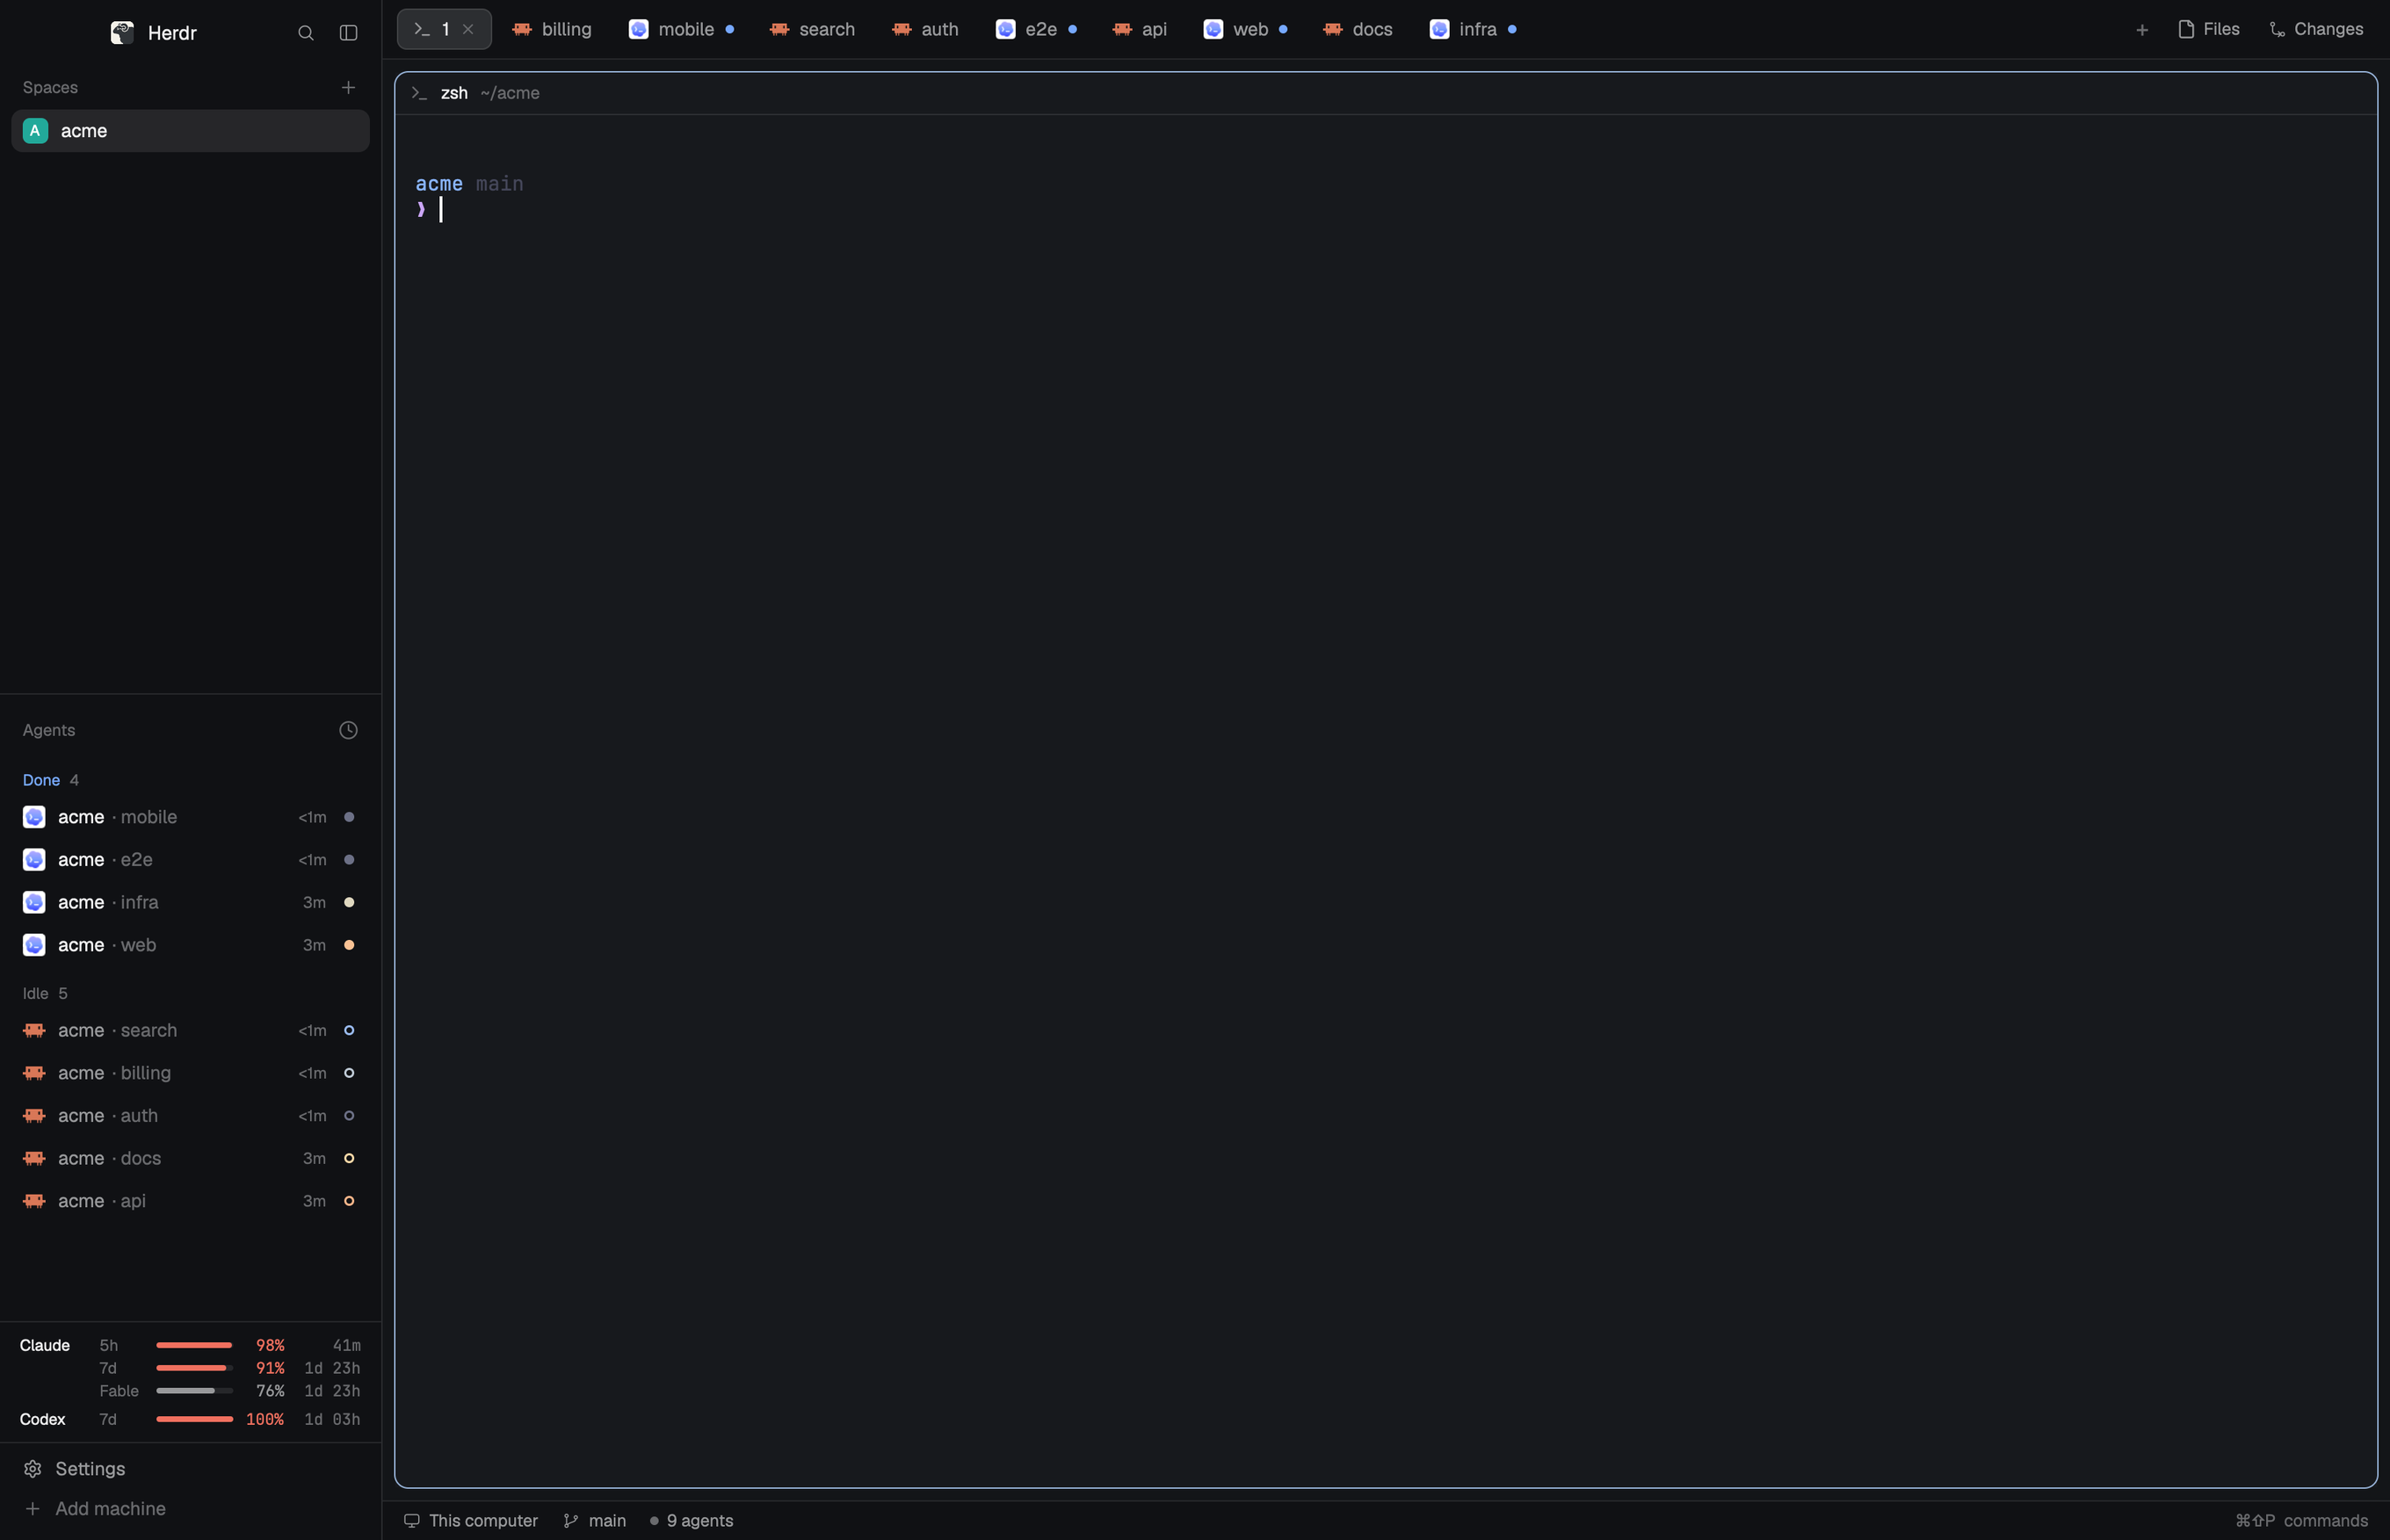 Herdr
Spaces
A acme
Agents
Done 4
acme · mobile <1m
acme · e2e <1m
acme · infra 3m
acme · web 3m
Idle 5
acme · search <1m
acme · billing <1m
acme · auth <1m
acme · docs 3m
acme · api 3m
Claude 5h 98% 41m
7d 91% 1d 23h
Fable 76% 1d 23h
Codex 7d 100% 1d 03h
Settings
Add machine
1 billing mobile search auth e2e api web docs infra Files Changes
zsh ~/acme
acme main
❯
This computer main 9 agents ⌘⇧P commands